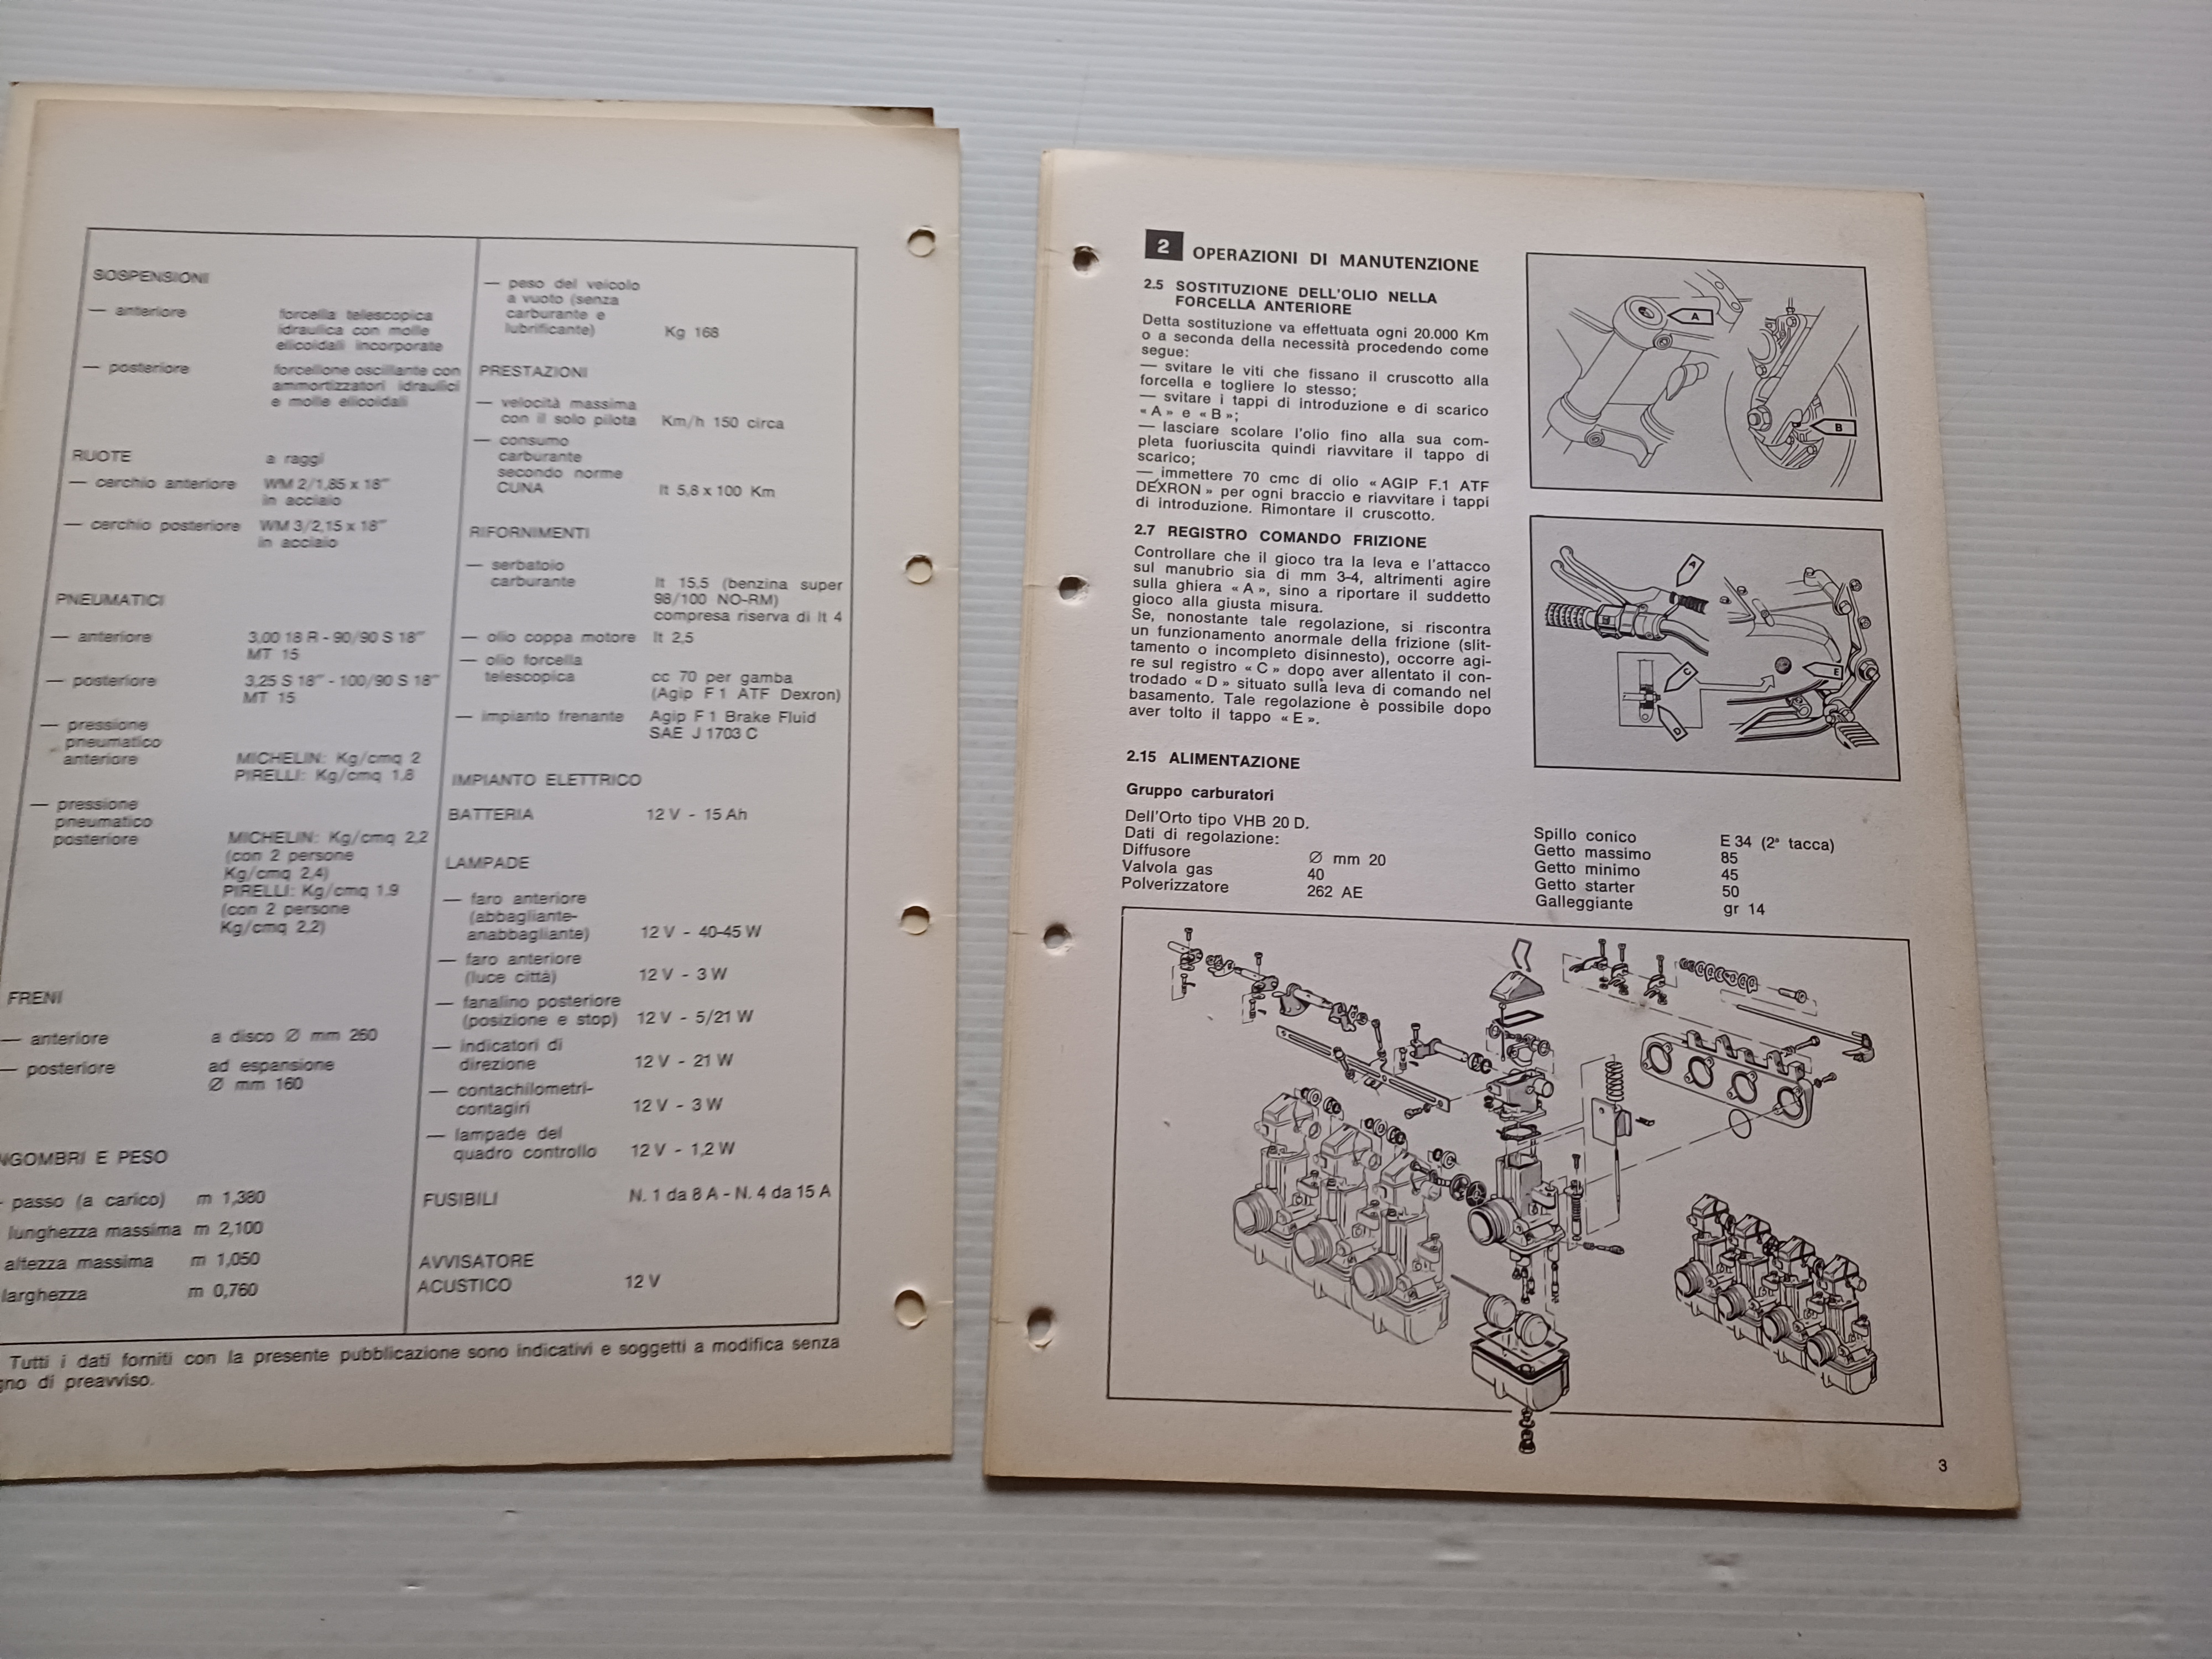 SOSPENSIONI
— anteriore forcella telescopica
idraulica con molle
elicoidali incorporate
— posteriore forcellone oscillante con
ammortizzatori idraulici
e molle elicoidali
RUOTE a raggi
— cerchio anteriore WM 2/1,85 x 18"
in acciaio
— cerchio posteriore WM 3/2,15 x 18"
in acciaio
PNEUMATICI
— anteriore 3,00 18 R - 90/90 S 18"
MT 15
— posteriore 3,25 S 18" - 100/90 S 18"
MT 15
— pressione
pneumatico
anteriore MICHELIN: Kg/cmq 2
PIRELLI: Kg/cmq 1,8
— pressione
pneumatico
posteriore MICHELIN: Kg/cmq 2,2
(con 2 persone
Kg/cmq 2,4)
PIRELLI: Kg/cmq 1,9
(con 2 persone
Kg/cmq 2,2)
FRENI
— anteriore a disco Ø mm 260
— posteriore ad espansione
Ø mm 160
NGOMBRI E PESO
- passo (a carico) m 1,380
lunghezza massima m 2,100
altezza massima m 1,050
larghezza m 0,760
— peso del veicolo
a vuoto (senza
carburante e
lubrificante) Kg 168
PRESTAZIONI
— velocità massima
con il solo pilota Km/h 150 circa
— consumo
carburante
secondo norme
CUNA lt 5,8 x 100 Km
RIFORNIMENTI
— serbatoio
carburante lt 15,5 (benzina super
98/100 NO-RM)
compresa riserva di lt 4
— olio coppa motore lt 2,5
— olio forcella
telescopica cc 70 per gamba
(Agip F 1 ATF Dexron)
— impianto frenante Agip F 1 Brake Fluid
SAE J 1703 C
IMPIANTO ELETTRICO
BATTERIA 12 V - 15 Ah
LAMPADE
— faro anteriore
(abbagliante-
anabbagliante) 12 V - 40-45 W
— faro anteriore
(luce città) 12 V - 3 W
— fanalino posteriore
(posizione e stop) 12 V - 5/21 W
— indicatori di
direzione 12 V - 21 W
— contachilometri-
contagiri 12 V - 3 W
— lampade del
quadro controllo 12 V - 1,2 W
FUSIBILI N. 1 da 8 A - N. 4 da 15 A
AVVISATORE
ACUSTICO 12 V
Tutti i dati forniti con la presente pubblicazione sono indicativi e soggetti a modifica senza
gno di preavviso.
2 OPERAZIONI DI MANUTENZIONE
2.5 SOSTITUZIONE DELL'OLIO NELLA
FORCELLA ANTERIORE
Detta sostituzione va effettuata ogni 20.000 Km
o a seconda della necessità procedendo come
segue:
— svitare le viti che fissano il cruscotto alla
forcella e togliere lo stesso;
— svitare i tappi di introduzione e di scarico
« A » e « B »;
— lasciare scolare l'olio fino alla sua com-
pleta fuoriuscita quindi riavvitare il tappo di
scarico;
— immettere 70 cmc di olio « AGIP F.1 ATF
DEXRON » per ogni braccio e riavvitare i tappi
di introduzione. Rimontare il cruscotto.
2.7 REGISTRO COMANDO FRIZIONE
Controllare che il gioco tra la leva e l'attacco
sul manubrio sia di mm 3-4, altrimenti agire
sulla ghiera « A », sino a riportare il suddetto
gioco alla giusta misura.
Se, nonostante tale regolazione, si riscontra
un funzionamento anormale della frizione (slit-
tamento o incompleto disinnesto), occorre agi-
re sul registro « C » dopo aver allentato il con-
trodado « D » situato sulla leva di comando nel
basamento. Tale regolazione è possibile dopo
aver tolto il tappo « E ».
A
B
A
C
E
D
2.15 ALIMENTAZIONE
Gruppo carburatori
Dell'Orto tipo VHB 20 D.
Dati di regolazione:
Diffusore Ø mm 20
Valvola gas 40
Polverizzatore 262 AE
Spillo conico E 34 (2ª tacca)
Getto massimo 85
Getto minimo 45
Getto starter 50
Galleggiante gr 14
3